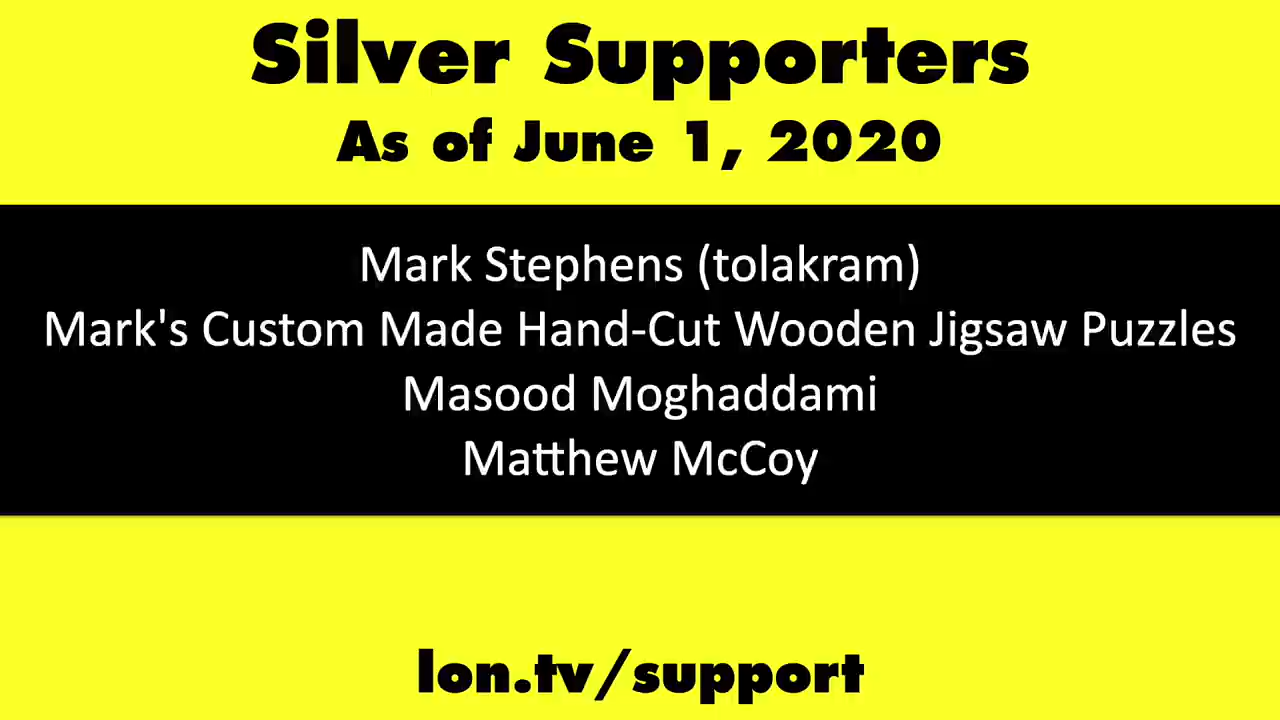 Silver Supporters
As of June 1, 2020
Mark Stephens (tolakram)
Mark's Custom Made Hand-Cut Wooden Jigsaw Puzzles
Masood Moghaddami
Matthew McCoy
lon.tv/support